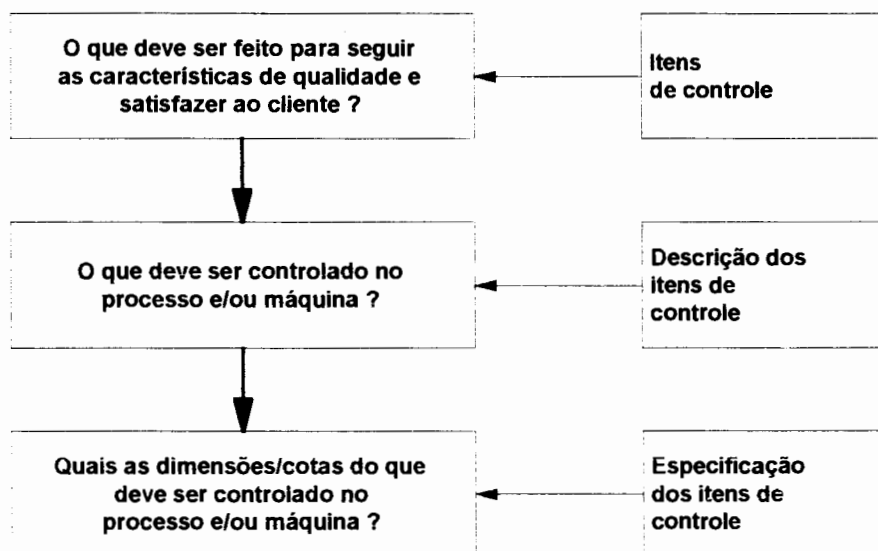 O que deve ser feito para seguir
as características de qualidade e
satisfazer ao cliente ?
Itens
de controle
O que deve ser controlado no
processo e/ou máquina ?
Descrição dos
itens de
controle
Quais as dimensões/cotas do que
deve ser controlado no
processo e/ou máquina ?
Especificação
dos itens de
controle